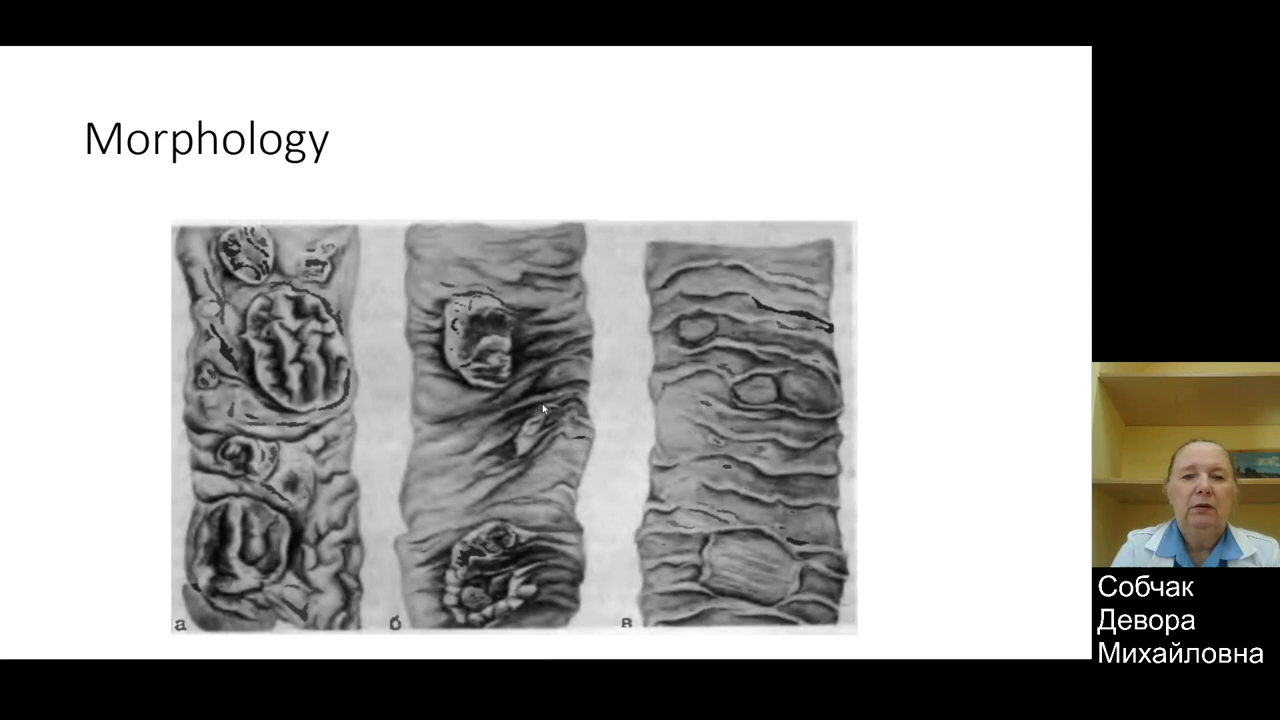 Morphology
а
б
в
Собчак
Девора
Михайловна